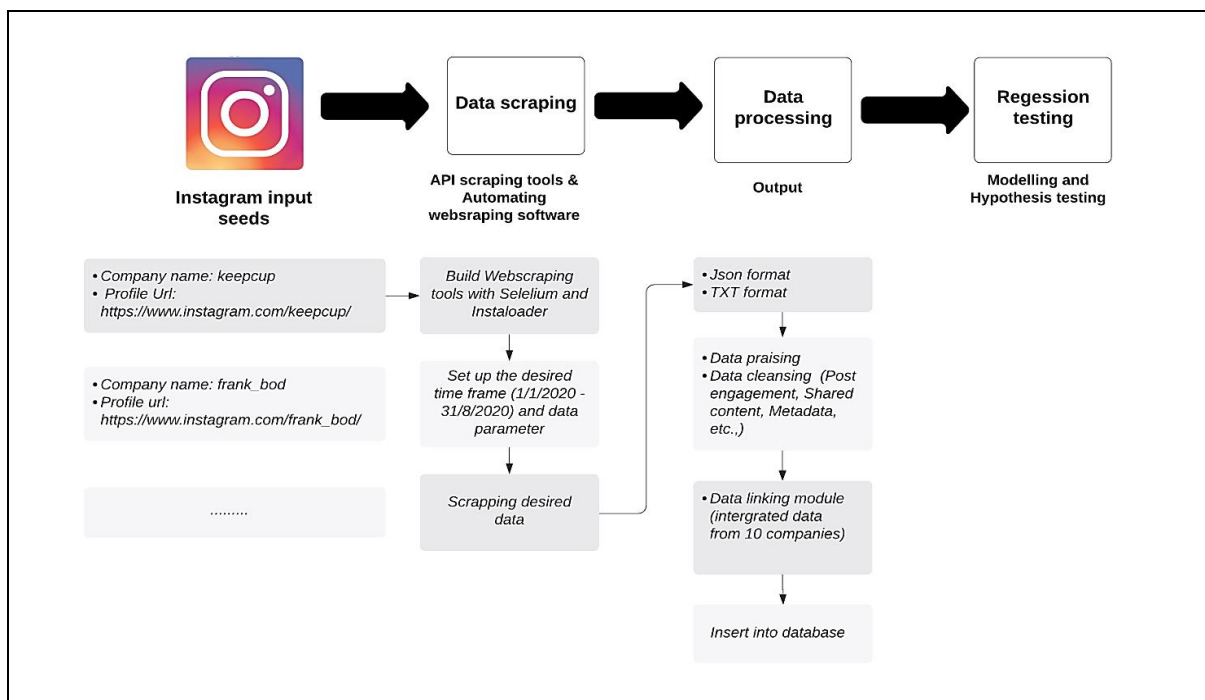 Data scraping
Data
processing
Regression
testing
Instagram input
seeds
API scraping tools &
Automating
websraping software
Output
Modelling and
Hypothesis testing
• Company name: keepcup
• Profile Url:
https://www.instagram.com/keepcup/
Build Webscraping
tools with Selelium and
Instaloader
• Json format
• TXT format
• Company name: frank_bod
• Profile url:
https://www.instagram.com/frank_bod/
Set up the desired
time frame (1/1/2020 -
31/8/2020) and data
parameter
• Data praising
• Data cleansing (Post
engagement, Shared
content, Metadata,
etc.,)
.........
Scrapping desired
data
• Data linking module
(intergrated data
from 10 companies)
Insert into database